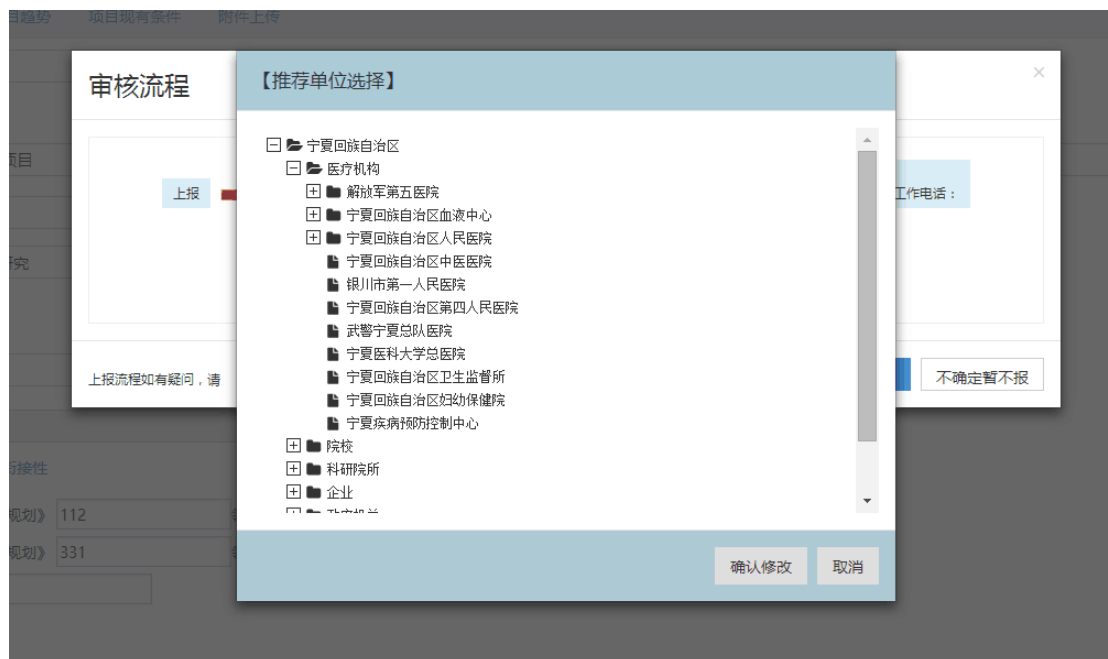 目趋势 项目现有条件 附件上传
审核流程
【推荐单位选择】
×
宁夏回族自治区
医疗机构
项目
解放军第五医院
上报
工作电话：
宁夏回族自治区血液中心
宁夏回族自治区人民医院
宁夏回族自治区中医医院
研究
银川市第一人民医院
宁夏回族自治区第四人民医院
武警宁夏总队医院
宁夏医科大学总医院
上报流程如有疑问，请
宁夏回族自治区卫生监督所
不确定暂不报
宁夏回族自治区妇幼保健院
宁夏疾病预防控制中心
院校
衔接性
科研院所
企业
规划》 112
规划》 331
确认修改 取消